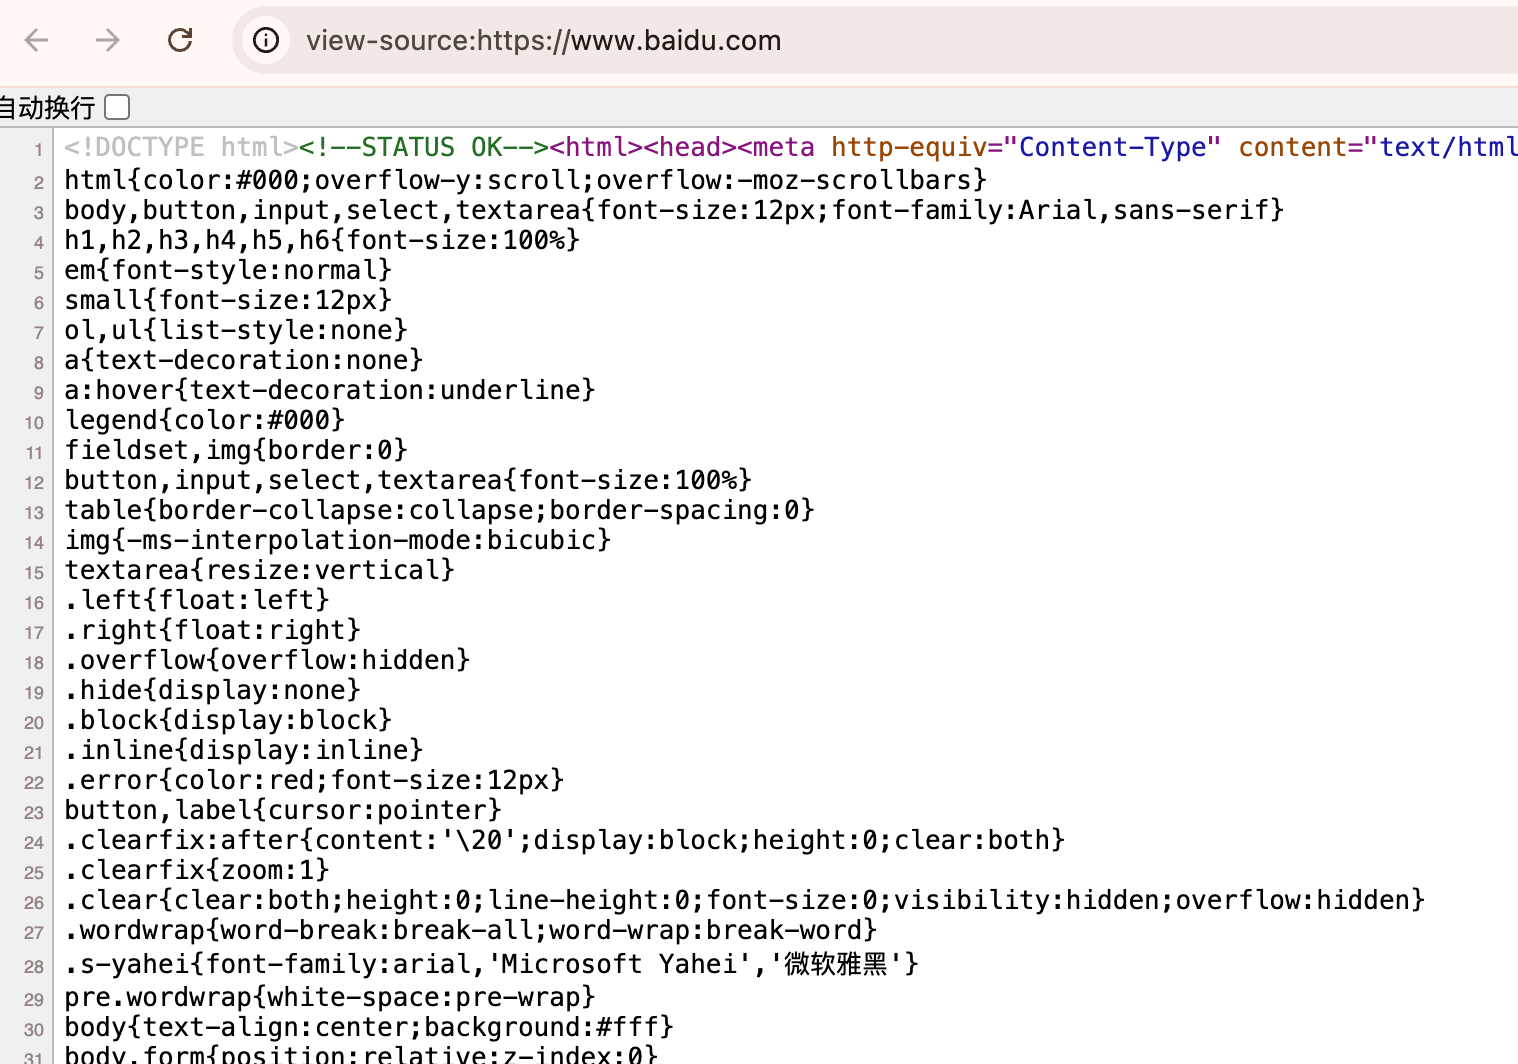 view-source:https://www.baidu.com
自动换行
1 <!DOCTYPE html><!--STATUS OK--><html><head><meta http-equiv="Content-Type" content="text/html
2 html{color:#000;overflow-y:scroll;overflow:-moz-scrollbars}
3 body,button,input,select,textarea{font-size:12px;font-family:Arial,sans-serif}
4 h1,h2,h3,h4,h5,h6{font-size:100%}
5 em{font-style:normal}
6 small{font-size:12px}
7 ol,ul{list-style:none}
8 a{text-decoration:none}
9 a:hover{text-decoration:underline}
10 legend{color:#000}
11 fieldset,img{border:0}
12 button,input,select,textarea{font-size:100%}
13 table{border-collapse:collapse;border-spacing:0}
14 img{-ms-interpolation-mode:bicubic}
15 textarea{resize:vertical}
16 .left{float:left}
17 .right{float:right}
18 .overflow{overflow:hidden}
19 .hide{display:none}
20 .block{display:block}
21 .inline{display:inline}
22 .error{color:red;font-size:12px}
23 button,label{cursor:pointer}
24 .clearfix:after{content:'\20';display:block;height:0;clear:both}
25 .clearfix{zoom:1}
26 .clear{clear:both;height:0;line-height:0;font-size:0;visibility:hidden;overflow:hidden}
27 .wordwrap{word-break:break-all;word-wrap:break-word}
28 .s-yahei{font-family:arial,'Microsoft Yahei','微软雅黑'}
29 pre.wordwrap{white-space:pre-wrap}
30 body{text-align:center;background:#fff}
31 body,form{position:relative;z-index:0}